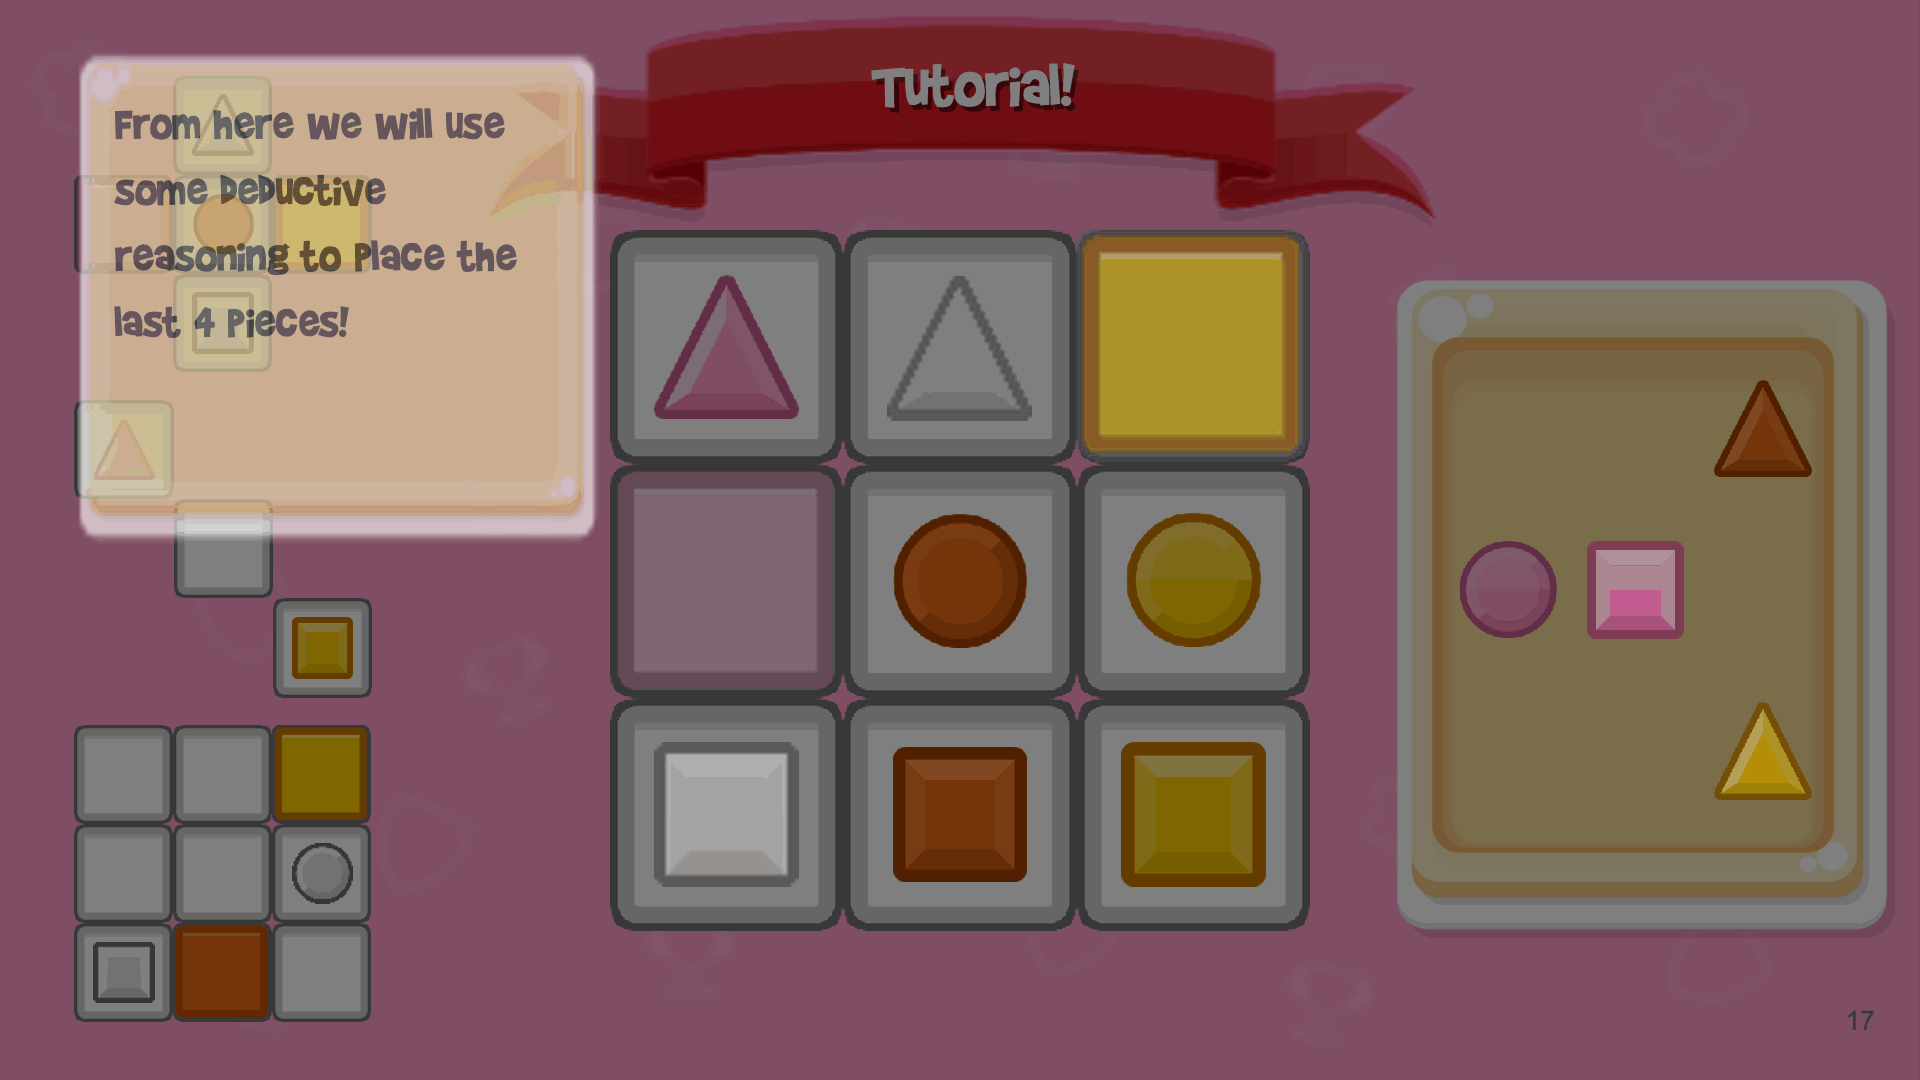 Tutorial!
From here we will use
some deductive
reasoning to place the
last 4 pieces!
17